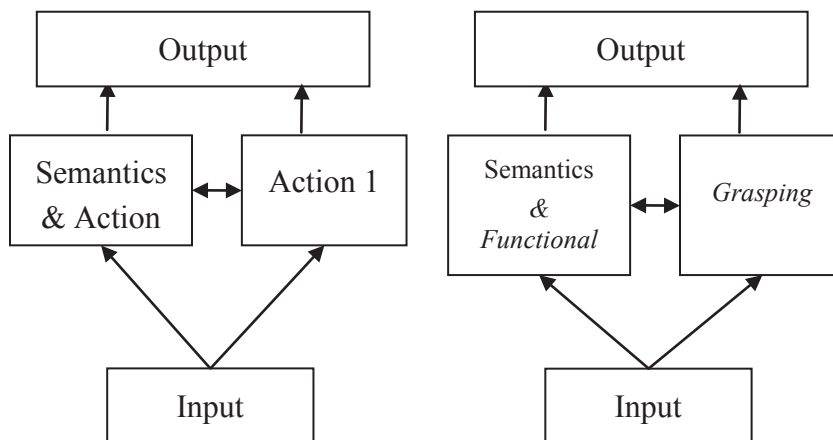 Output
Semantics
& Action
Action 1
Input
Output
Semantics
&
Functional
Grasping
Input